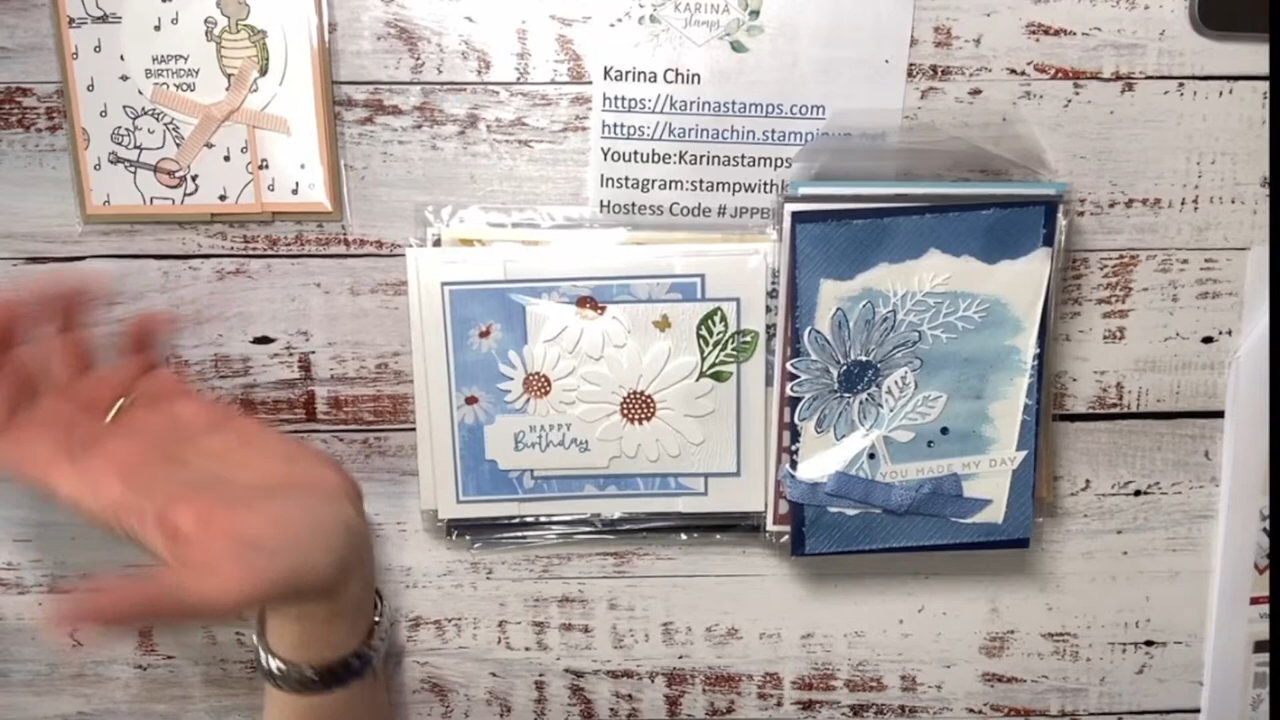 HAPPY
BIRTHDAY
TO YOU
KARINA
stamps
Karina Chin
https://karinastamps.com
https://karinachin.stampinup
Youtube:Karinastamps
Instagram:stampwithk
Hostess Code # JPPB
HAPPY
Birthday
YOU MADE MY DAY